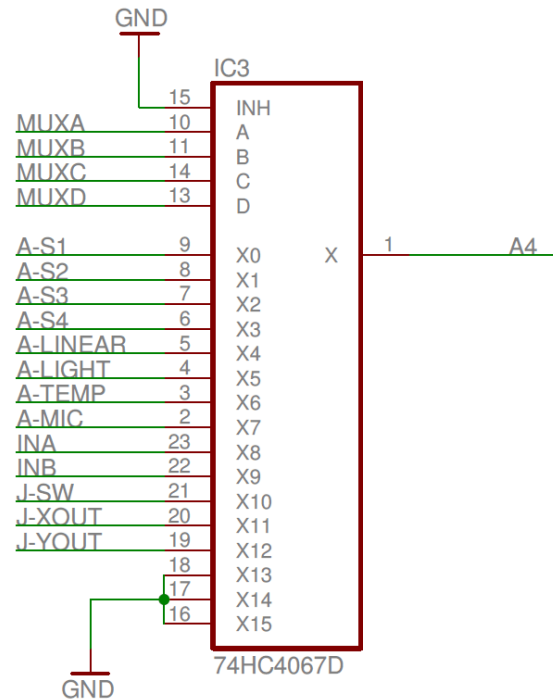 GND
IC3
15 INH
MUXA 10 A
MUXB 11 B
MUXC 14 C
MUXD 13 D
A-S1 9 X0 X 1 A4
A-S2 8 X1
A-S3 7 X2
A-S4 6 X3
A-LINEAR 5 X4
A-LIGHT 4 X5
A-TEMP 3 X6
A-MIC 2 X7
INA 23 X8
INB 22 X9
J-SW 21 X10
J-XOUT 20 X11
J-YOUT 19 X12
18 X13
17 X14
16 X15
74HC4067D
GND